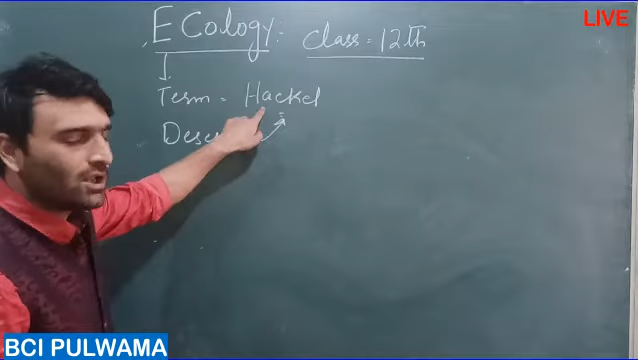 LIVE
Ecology: Class = 12th
I.
Term = Hackel
BCI PULWAMA